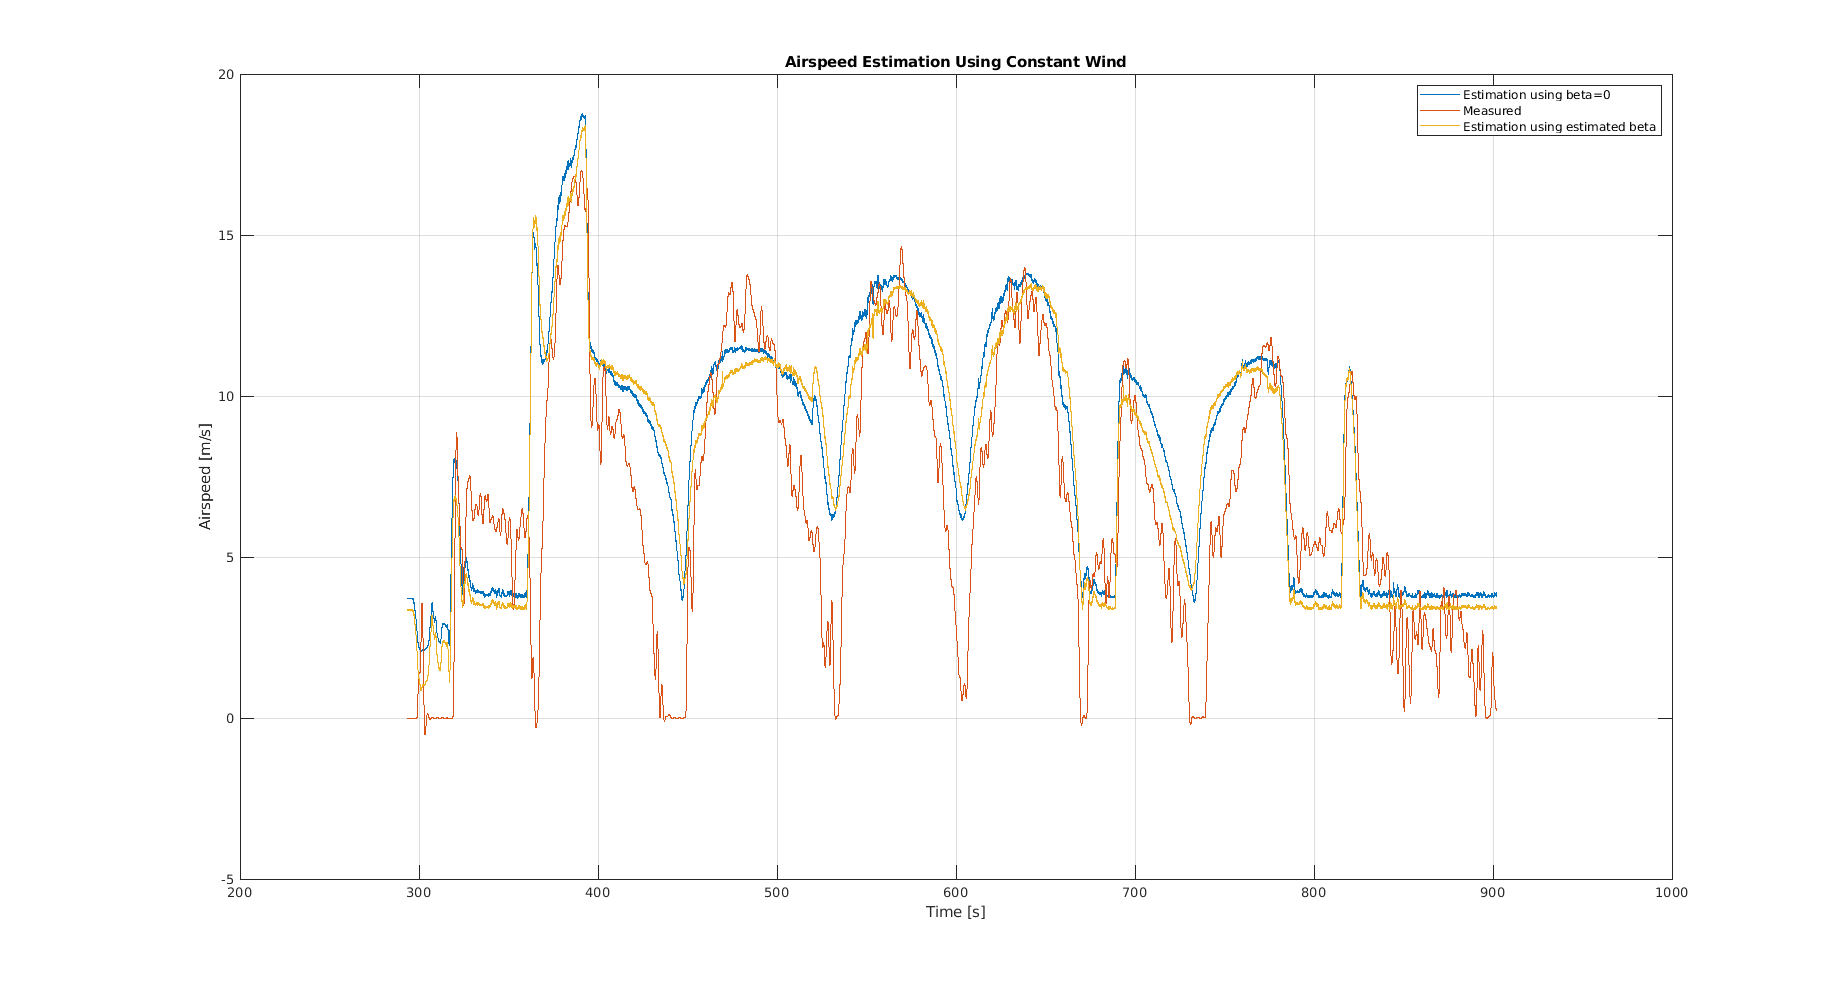 Airspeed Estimation Using Constant Wind
20
Estimation using beta=0
Measured
Estimation using estimated beta
15
10
5
0
-5
Airspeed [m/s]
200 300 400 500 600 700 800 900 1000
Time [s]